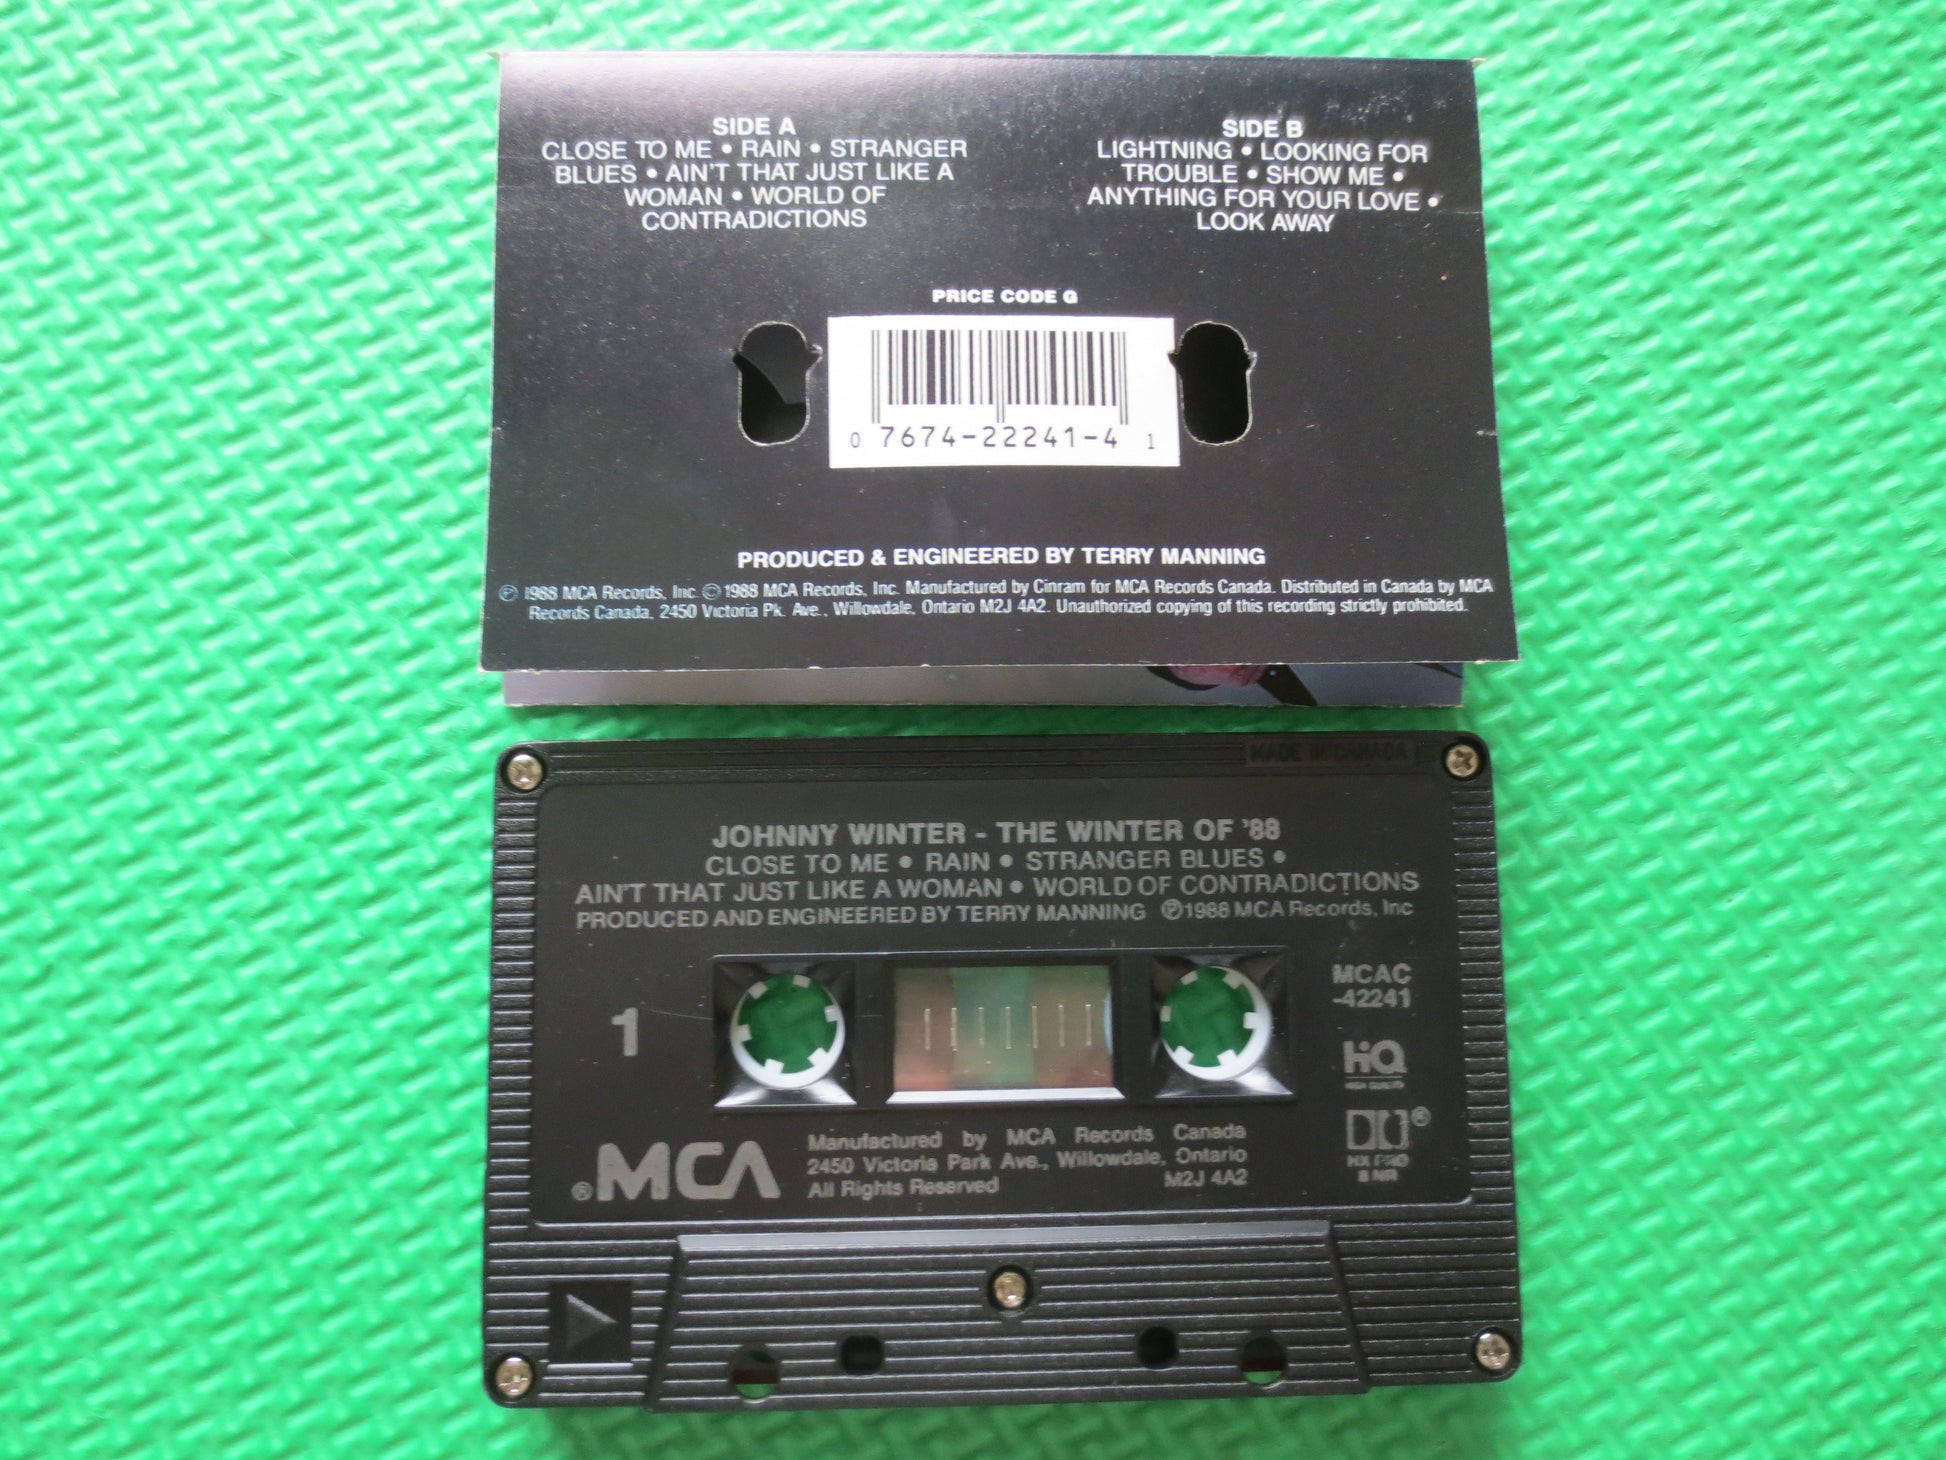 SIDE A
CLOSE TO ME • RAIN • STRANGER
BLUES • AIN'T THAT JUST LIKE A
WOMAN • WORLD OF
CONTRADICTIONS
SIDE B
LIGHTNING • LOOKING FOR
TROUBLE • SHOW ME •
ANYTHING FOR YOUR LOVE •
LOOK AWAY
PRICE CODE G
0 7674-22241-4 1
PRODUCED & ENGINEERED BY TERRY MANNING
℗ 1988 MCA Records, Inc. © 1988 MCA Records, Inc. Manufactured by Cinram for MCA Records Canada. Distributed in Canada by MCA
Records Canada, 2450 Victoria Pk. Ave., Willowdale, Ontario M2J 4A2. Unauthorized copying of this recording strictly prohibited.
MADE IN CANADA
JOHNNY WINTER - THE WINTER OF '88
CLOSE TO ME • RAIN • STRANGER BLUES •
AIN'T THAT JUST LIKE A WOMAN • WORLD OF CONTRADICTIONS
PRODUCED AND ENGINEERED BY TERRY MANNING ℗1988 MCA Records, Inc
MCAC
-42241
1
HiQ
HIGH QUALITY
®
HX PRO
B NR
®MCA
Manufactured by MCA Records Canada
2450 Victoria Park Ave., Willowdale, Ontario
All Rights Reserved M2J 4A2